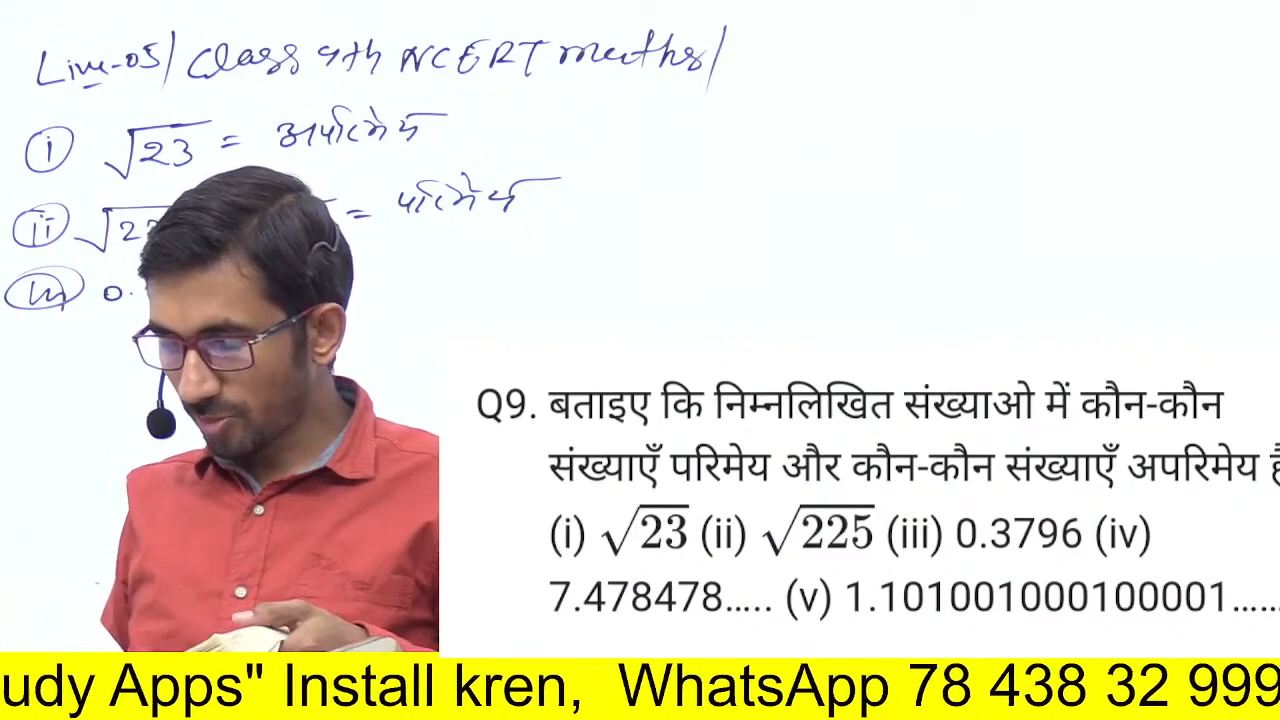 Live-05/ Class 9th NCERT maths/
(i) √23 = अपरिमेय
(ii) √22 = परिमेय
(iii) 0.
Q9. बताइए कि निम्नलिखित संख्याओ में कौन-कौन
संख्याएँ परिमेय और कौन-कौन संख्याएँ अपरिमेय है
(i) √23 (ii) √225 (iii) 0.3796 (iv)
7.478478..... (v) 1.101001000100001......
udy Apps" Install kren, WhatsApp 78 438 32 999